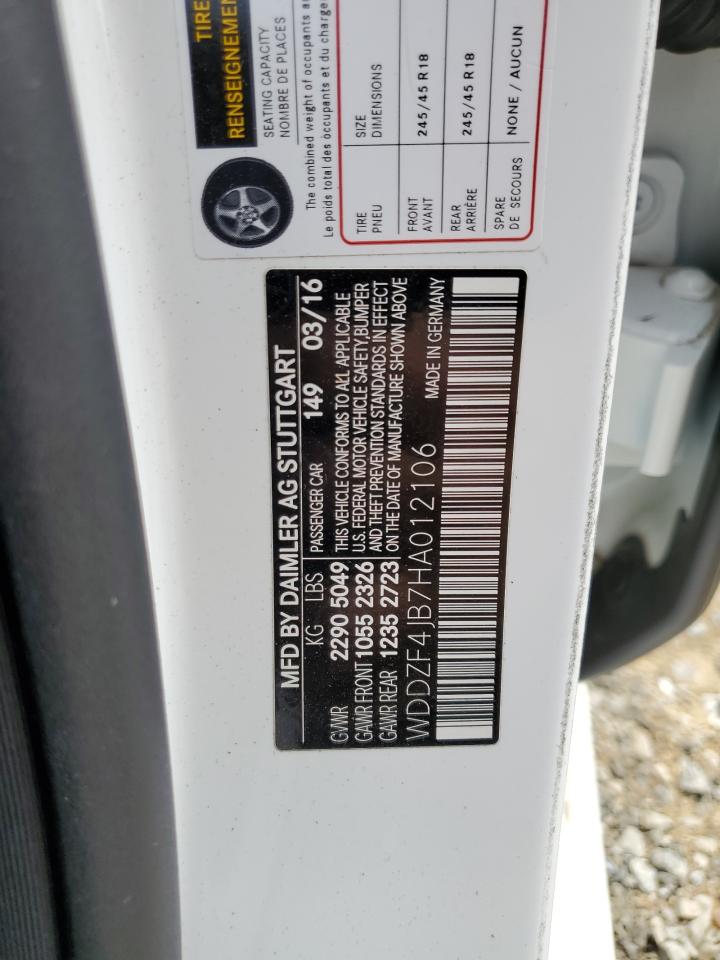 TIRE
RENSEIGNEMEN
SEATING CAPACITY
NOMBRE DE PLACES
The combined weight of occupants an
Le poids total des occupants et du charge
TIRE
PNEU
SIZE
DIMENSIONS
FRONT
AVANT
245/45 R18
REAR
ARRIÈRE
245/45 R18
SPARE
DE SECOURS
NONE / AUCUN
MFD BY DAIMLER AG STUTTGART
KG LBS PASSENGER CAR 149 03/16
GVWR 2290 5049 THIS VEHICLE CONFORMS TO ALL APPLICABLE
GAWR FRONT 1055 2326 U.S. FEDERAL MOTOR VEHICLE SAFETY,BUMPER
GAWR REAR 1235 2723 AND THEFT PREVENTION STANDARDS IN EFFECT
ON THE DATE OF MANUFACTURE SHOWN ABOVE
WDDZF4JB7HA012106 MADE IN GERMANY